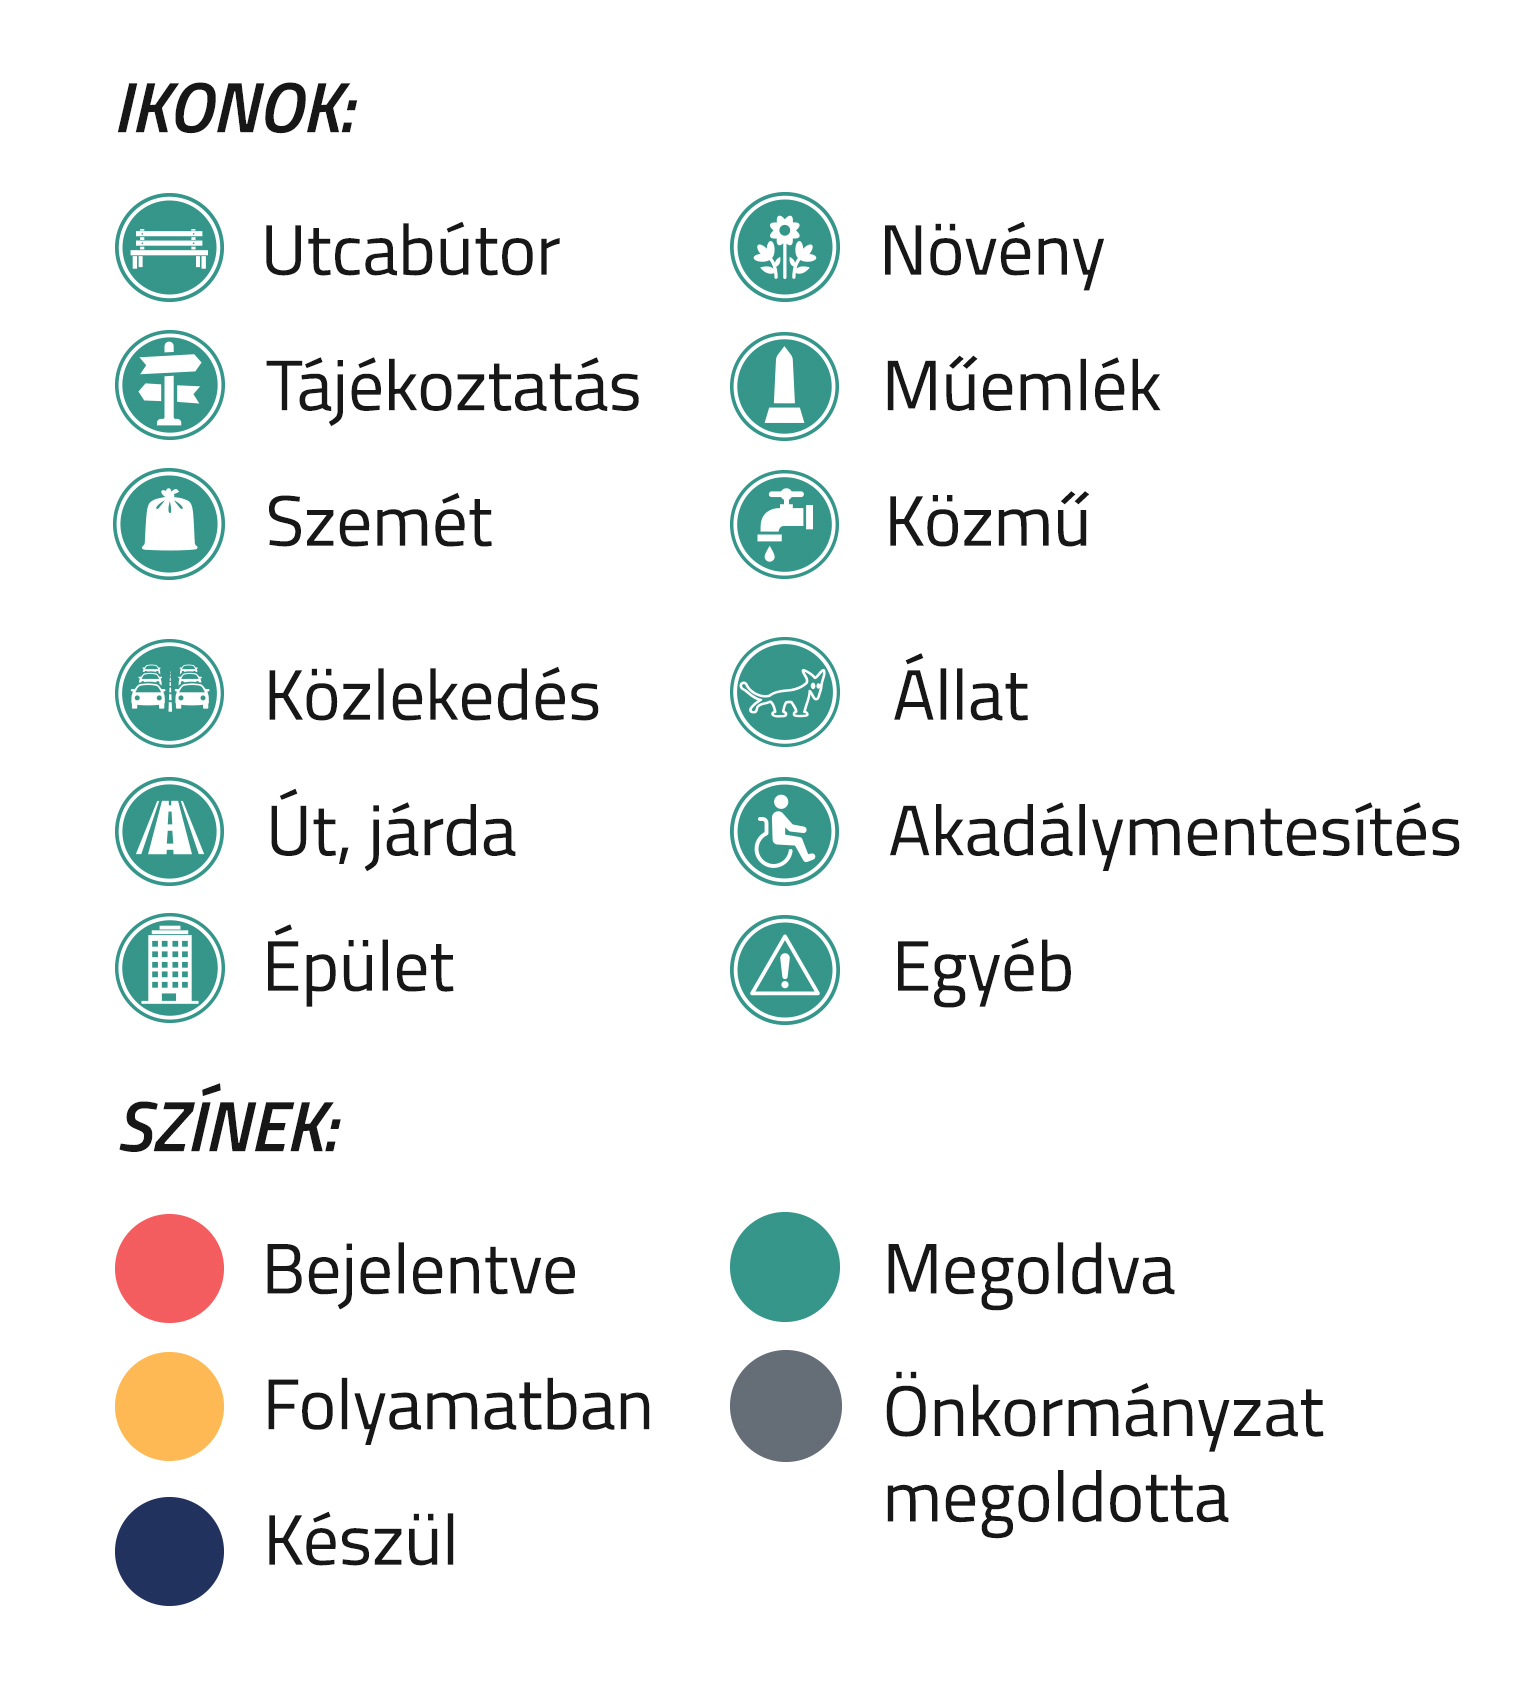 IKONOK:
Utcabútor
Növény
Tájékoztatás
Műemlék
Szemét
Közmű
Közlekedés
Állat
Út, járda
Akadálymentesítés
Épület
Egyéb
SZÍNEK:
Bejelentve
Megoldva
Folyamatban
Önkormányzat
megoldotta
Készül